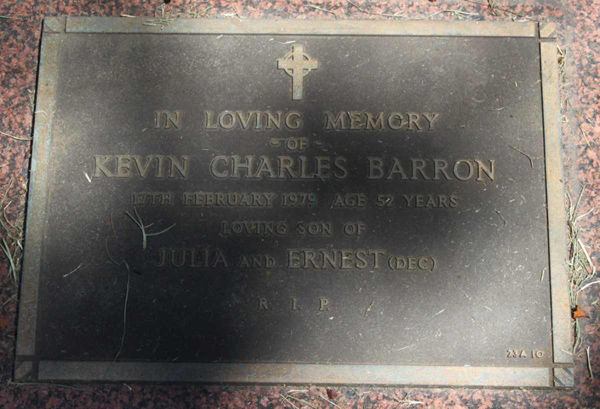 IN LOVING MEMORY
- OF -
KEVIN CHARLES BARRON
17TH FEBRUARY 1979 AGE 52 YEARS
LOVING SON OF
JULIA AND ERNEST (DEC)
R. I. P.
23A 10